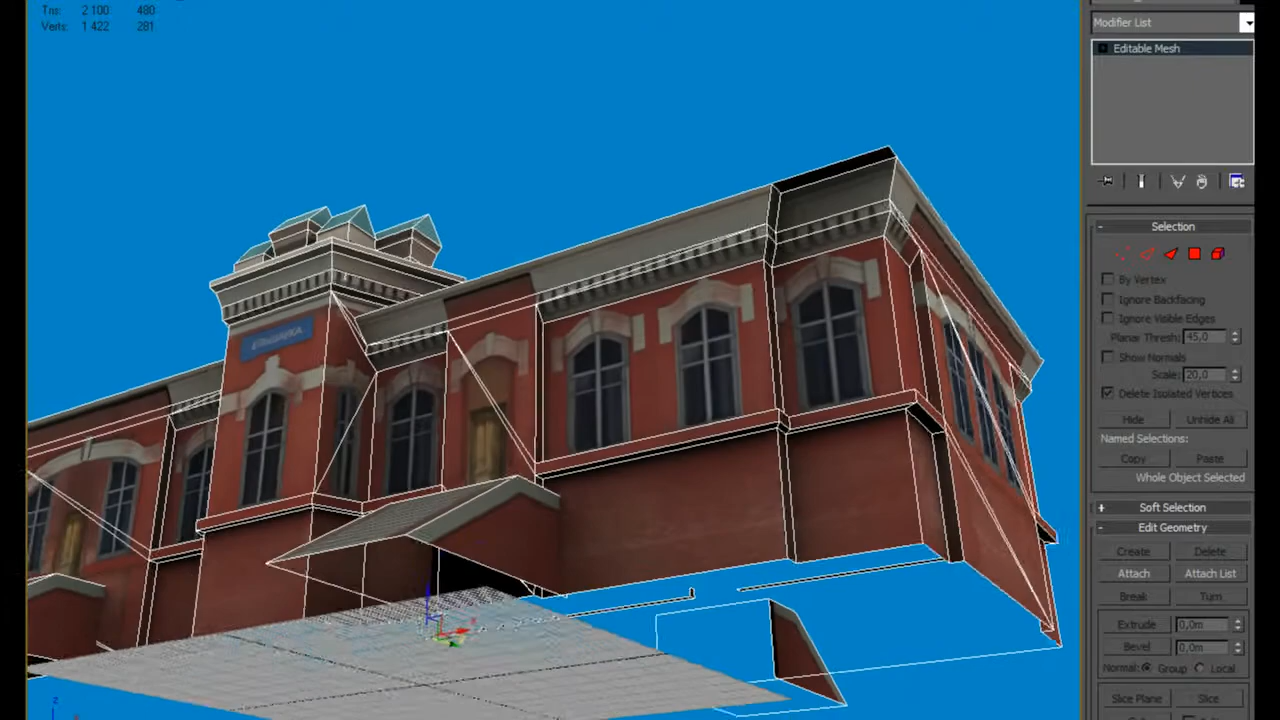 Tris: 2 100 480
Verts: 1 422 281
Modifier List
Editable Mesh
- Selection
By Vertex
Ignore Backfacing
Ignore Visible Edges
Planar Thresh: 45,0
Show Normals
Scale: 20,0
Delete Isolated Vertices
Hide Unhide All
Named Selections:
Copy Paste
Whole Object Selected
+ Soft Selection
- Edit Geometry
Create Delete
Attach Attach List
Break Turn
Extrude 0,0m
Bevel 0,0m
Normal: Group Local
Slice Plane Slice
z